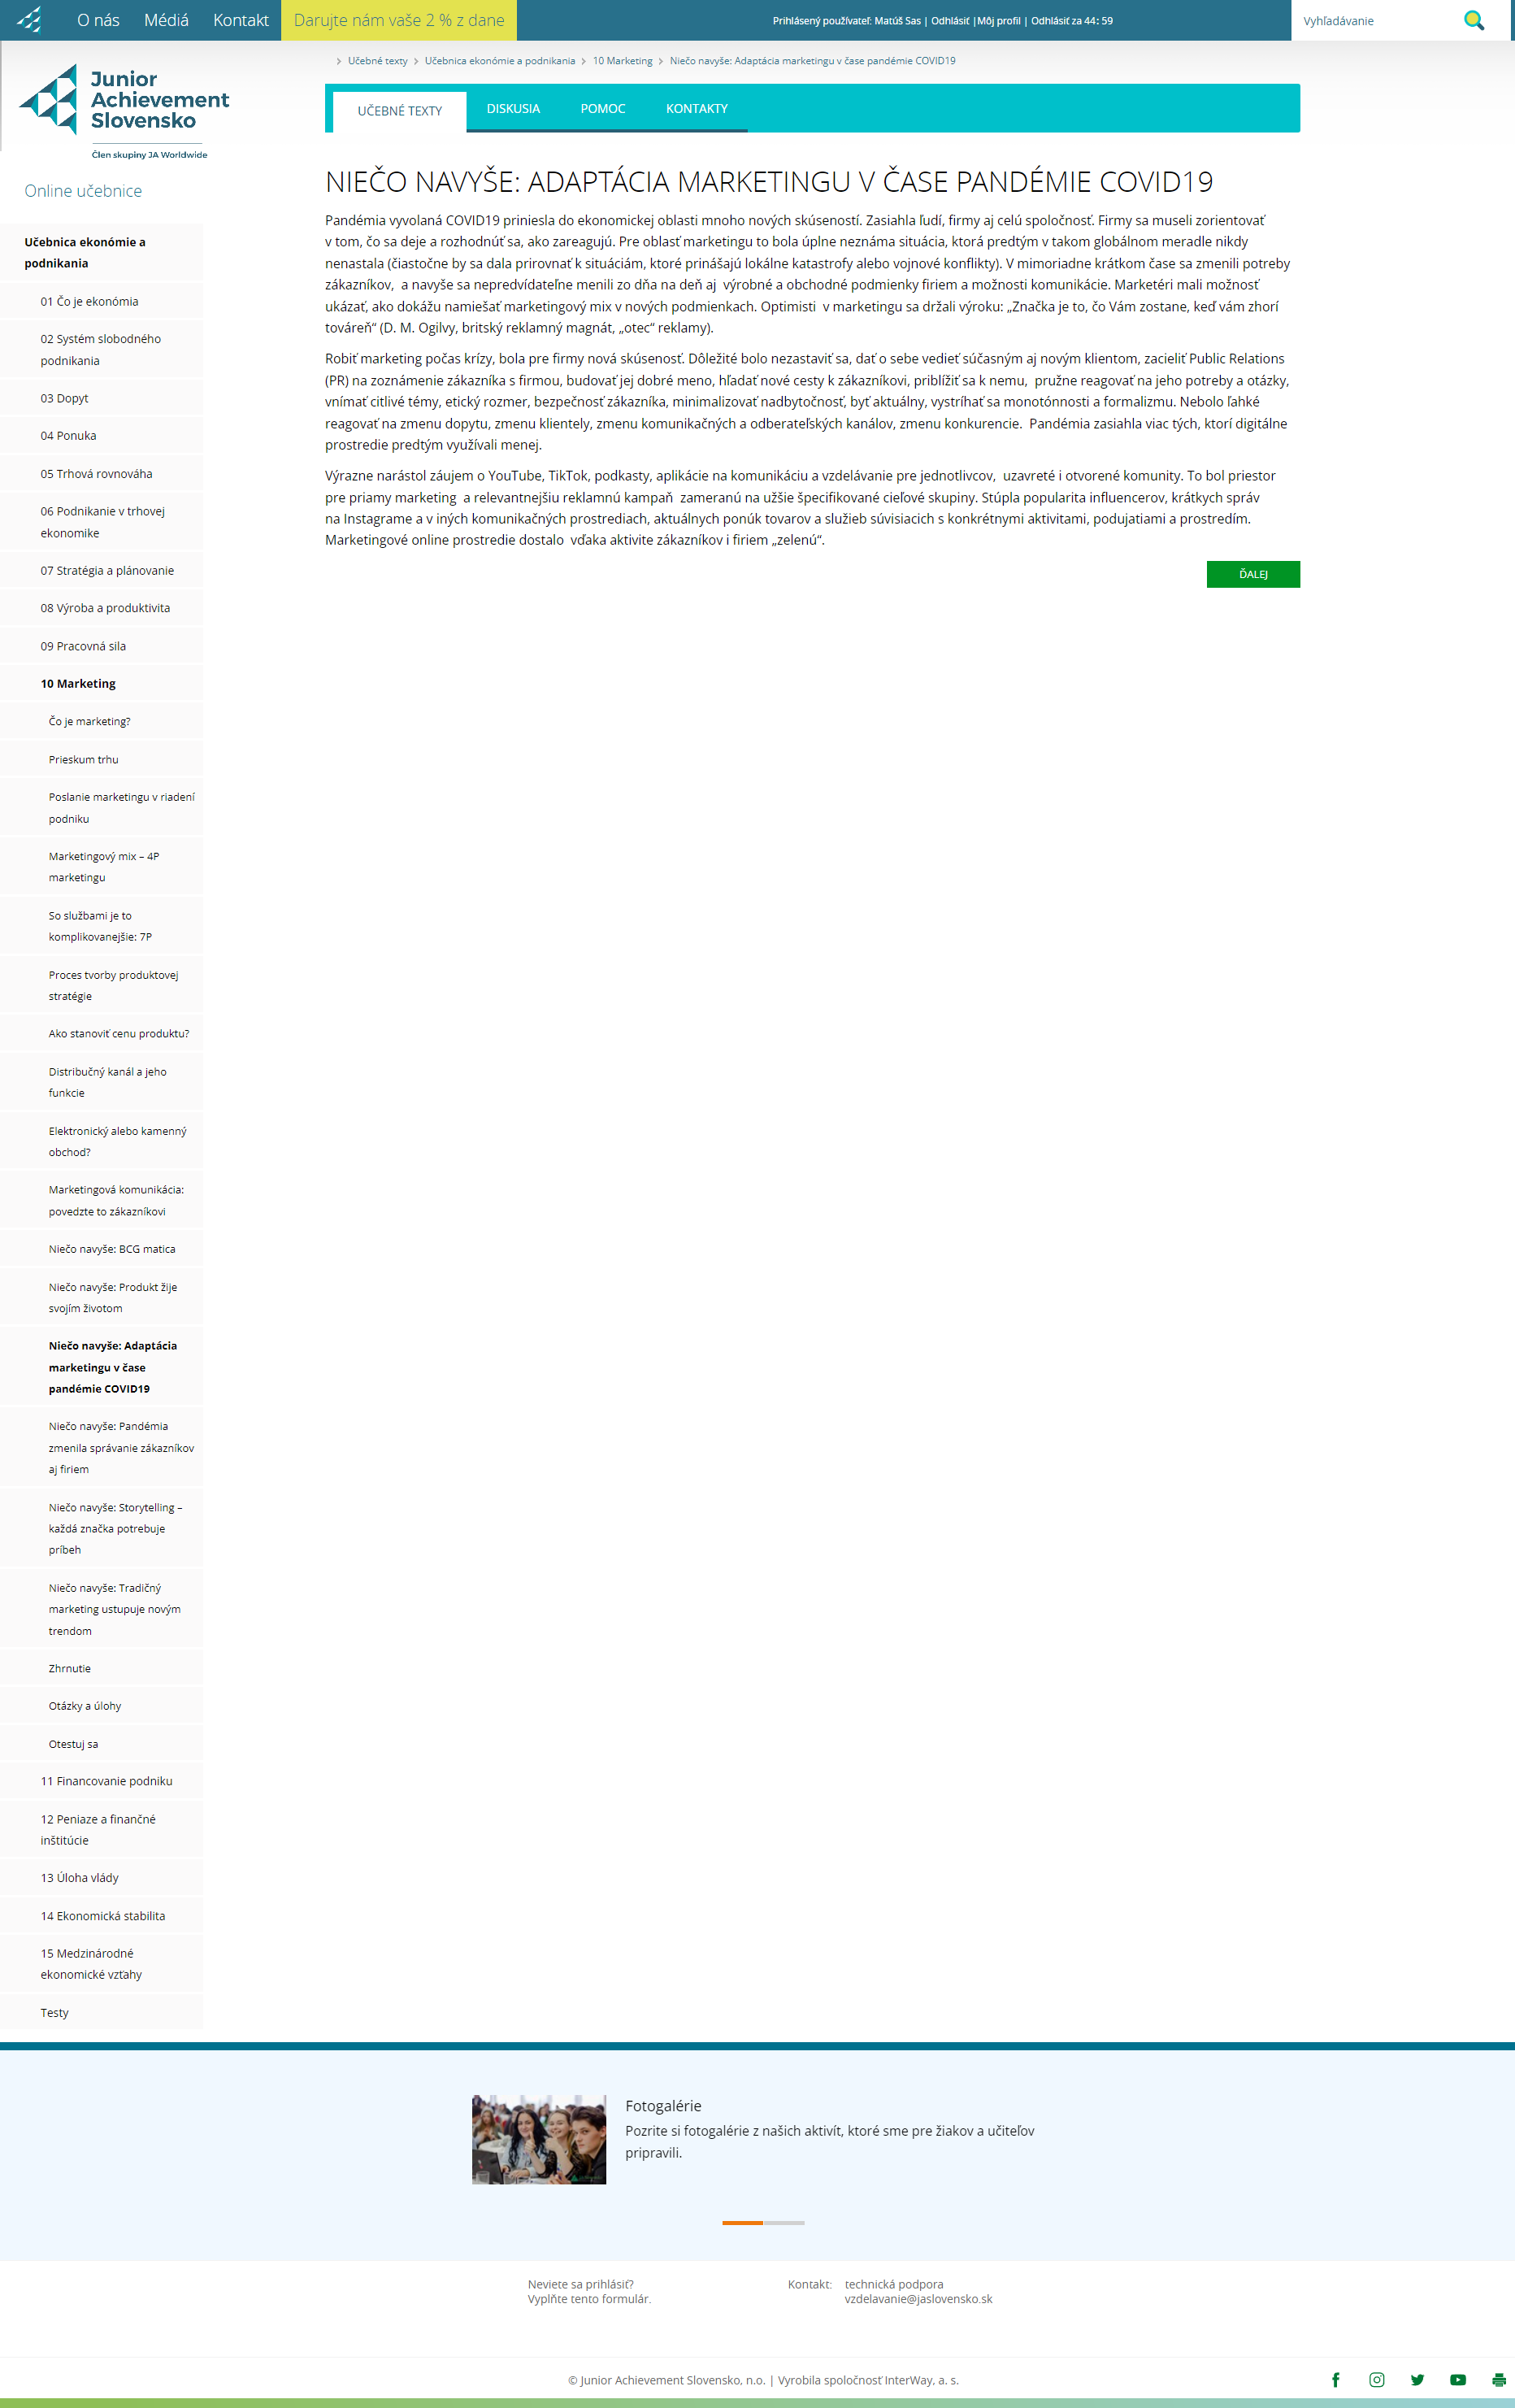 O nás Médiá Kontakt Darujte nám vaše 2 % z dane Prihlásený používateľ: Matúš Sas | Odhlásiť |Môj profil | Odhlásiť za 44: 59 Vyhľadávanie
Junior
Achievement
Slovensko
Člen skupiny JA Worldwide
Učebné texty Učebnica ekonómie a podnikania 10 Marketing Niečo navyše: Adaptácia marketingu v čase pandémie COVID19
UČEBNÉ TEXTY DISKUSIA POMOC KONTAKTY
NIEČO NAVYŠE: ADAPTÁCIA MARKETINGU V ČASE PANDÉMIE COVID19
Pandémia vyvolaná COVID19 priniesla do ekonomickej oblasti mnoho nových skúseností. Zasiahla ľudí, firmy aj celú spoločnosť. Firmy sa museli zorientovať
v tom, čo sa deje a rozhodnúť sa, ako zareagujú. Pre oblasť marketingu to bola úplne neznáma situácia, ktorá predtým v takom globálnom meradle nikdy
nenastala (čiastočne by sa dala prirovnať k situáciám, ktoré prinášajú lokálne katastrofy alebo vojnové konflikty). V mimoriadne krátkom čase sa zmenili potreby
zákazníkov,  a navyše sa nepredvídateľne menili zo dňa na deň aj  výrobné a obchodné podmienky firiem a možnosti komunikácie. Marketéri mali možnosť
ukázať, ako dokážu namiešať marketingový mix v nových podmienkach. Optimisti  v marketingu sa držali výroku: „Značka je to, čo Vám zostane, keď vám zhorí
továreň“ (D. M. Ogilvy, britský reklamný magnát, „otec“ reklamy).
Robiť marketing počas krízy, bola pre firmy nová skúsenosť. Dôležité bolo nezastaviť sa, dať o sebe vedieť súčasným aj novým klientom, zacieliť Public Relations
(PR) na zoznámenie zákazníka s firmou, budovať jej dobré meno, hľadať nové cesty k zákazníkovi, priblížiť sa k nemu,  pružne reagovať na jeho potreby a otázky,
vnímať citlivé témy, etický rozmer, bezpečnosť zákazníka, minimalizovať nadbytočnosť, byť aktuálny, vystríhať sa monotónnosti a formalizmu. Nebolo ľahké
reagovať na zmenu dopytu, zmenu klientely, zmenu komunikačných a odberateľských kanálov, zmenu konkurencie.  Pandémia zasiahla viac tých, ktorí digitálne
prostredie predtým využívali menej.
Výrazne narástol záujem o YouTube, TikTok, podkasty, aplikácie na komunikáciu a vzdelávanie pre jednotlivcov,  uzavreté i otvorené komunity. To bol priestor
pre priamy marketing  a relevantnejšiu reklamnú kampaň  zameranú na užšie špecifikované cieľové skupiny. Stúpla popularita influencerov, krátkych správ
na Instagrame a v iných komunikačných prostrediach, aktuálnych ponúk tovarov a služieb súvisiacich s konkrétnymi aktivitami, podujatiami a prostredím.
Marketingové online prostredie dostalo  vďaka aktivite zákazníkov i firiem „zelenú“.
ĎALEJ
Online učebnice
Učebnica ekonómie a
podnikania
01 Čo je ekonómia
02 Systém slobodného
podnikania
03 Dopyt
04 Ponuka
05 Trhová rovnováha
06 Podnikanie v trhovej
ekonomike
07 Stratégia a plánovanie
08 Výroba a produktivita
09 Pracovná sila
10 Marketing
Čo je marketing?
Prieskum trhu
Poslanie marketingu v riadení
podniku
Marketingový mix – 4P
marketingu
So službami je to
komplikovanejšie: 7P
Proces tvorby produktovej
stratégie
Ako stanoviť cenu produktu?
Distribučný kanál a jeho
funkcie
Elektronický alebo kamenný
obchod?
Marketingová komunikácia:
povedzte to zákazníkovi
Niečo navyše: BCG matica
Niečo navyše: Produkt žije
svojím životom
Niečo navyše: Adaptácia
marketingu v čase
pandémie COVID19
Niečo navyše: Pandémia
zmenila správanie zákazníkov
aj firiem
Niečo navyše: Storytelling –
každá značka potrebuje
príbeh
Niečo navyše: Tradičný
marketing ustupuje novým
trendom
Zhrnutie
Otázky a úlohy
Otestuj sa
11 Financovanie podniku
12 Peniaze a finančné
inštitúcie
13 Úloha vlády
14 Ekonomická stabilita
15 Medzinárodné
ekonomické vzťahy
Testy
Fotogalérie
Pozrite si fotogalérie z našich aktivít, ktoré sme pre žiakov a učiteľov
pripravili.
Neviete sa prihlásiť? Kontakt: technická podpora
Vyplňte tento formulár. vzdelavanie@jaslovensko.sk
© Junior Achievement Slovensko, n.o. | Vyrobila spoločnosť InterWay, a. s.